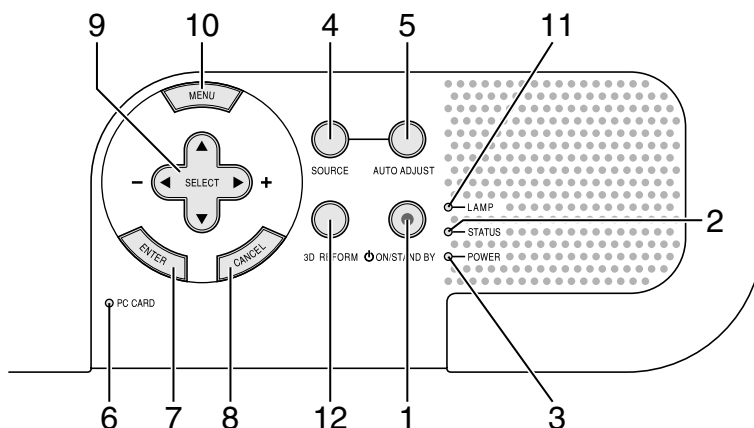 9
10
4
5
11
MENU
SELECT
− +
SOURCE
AUTO ADJUST
LAMP
2
STATUS
ENTER
CANCEL
3D REFORM
ON/STAND BY
POWER
PC CARD
6
7
8
12
1
3